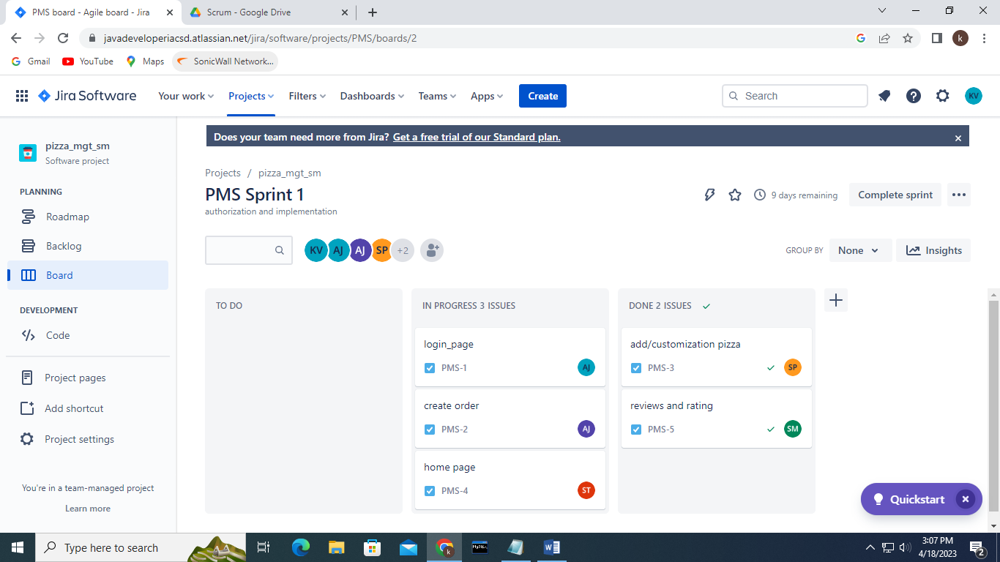 PMS board - Agile board - Jira
Scrum - Google Drive
javadeveloperiacsd.atlassian.net/jira/software/projects/PMS/boards/2
k
Gmail
YouTube
Maps
SonicWall Network...
Jira Software
Your work
Projects
Filters
Dashboards
Teams
Apps
Create
Search
KV
pizza_mgt_sm
Software project
PLANNING
Roadmap
Backlog
Board
DEVELOPMENT
Code
Project pages
Add shortcut
Project settings
You're in a team-managed project
Learn more
Does your team need more from Jira? Get a free trial of our Standard plan.
Projects / pizza_mgt_sm
PMS Sprint 1
authorization and implementation
9 days remaining
Complete sprint
KV AJ AJ SP +2
GROUP BY None
Insights
TO DO
IN PROGRESS 3 ISSUES
login_page
PMS-1 AJ
create order
PMS-2 AJ
home page
PMS-4 ST
DONE 2 ISSUES
add/customization pizza
PMS-3 SP
reviews and rating
PMS-5 SM
Quickstart
Type here to search
k
MySQL
W
3:07 PM
4/18/2023
2